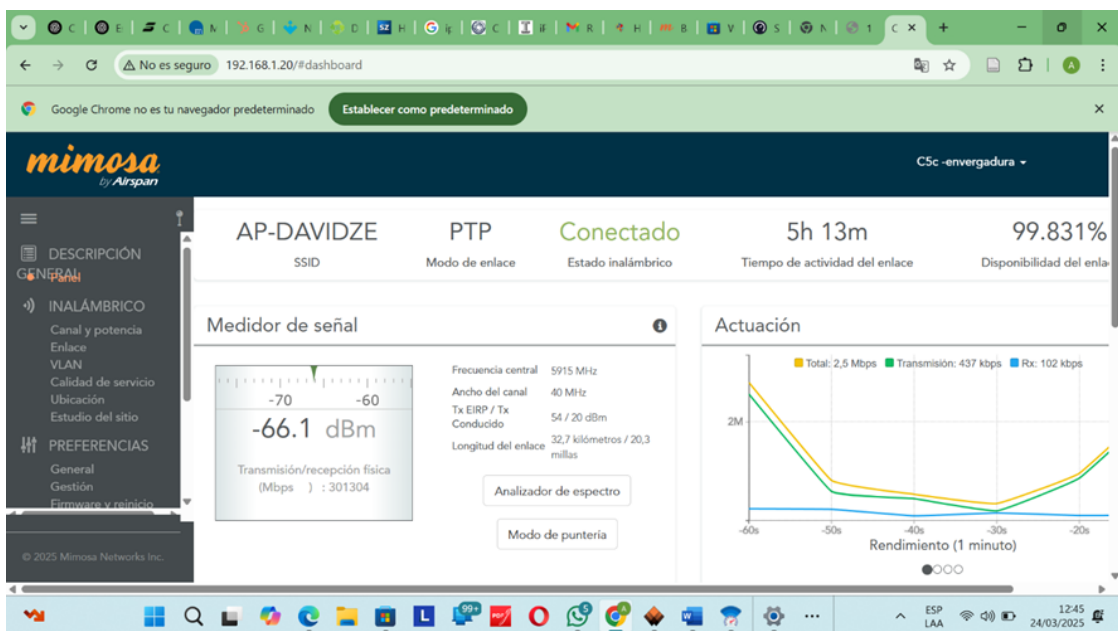 No es seguro 192.168.1.20/#dashboard
Google Chrome no es tu navegador predeterminado Establecer como predeterminado
mimosa
by Airspan
C5c -envergadura
DESCRIPCIÓN
GENERAL
Panel
INALÁMBRICO
Canal y potencia
Enlace
VLAN
Calidad de servicio
Ubicación
Estudio del sitio
PREFERENCIAS
General
Gestión
Firmware y reinicio
© 2025 Mimosa Networks Inc.
AP-DAVIDZE PTP Conectado 5h 13m 99.831%
SSID Modo de enlace Estado inalámbrico Tiempo de actividad del enlace Disponibilidad del enla
Medidor de señal
-70 -60
-66.1 dBm
Transmisión/recepción física
(Mbps ) : 301304
Frecuencia central 5915 MHz
Ancho del canal 40 MHz
Tx EIRP / Tx
Conducido 54 / 20 dBm
Longitud del enlace 32,7 kilómetros / 20,3
millas
Analizador de espectro
Modo de puntería
Actuación
Total: 2,5 Mbps Transmisión: 437 kbps Rx: 102 kbps
2M
-60s -50s -40s -30s -20s
Rendimiento (1 minuto)
99+
ESP
LAA
12:45
24/03/2025